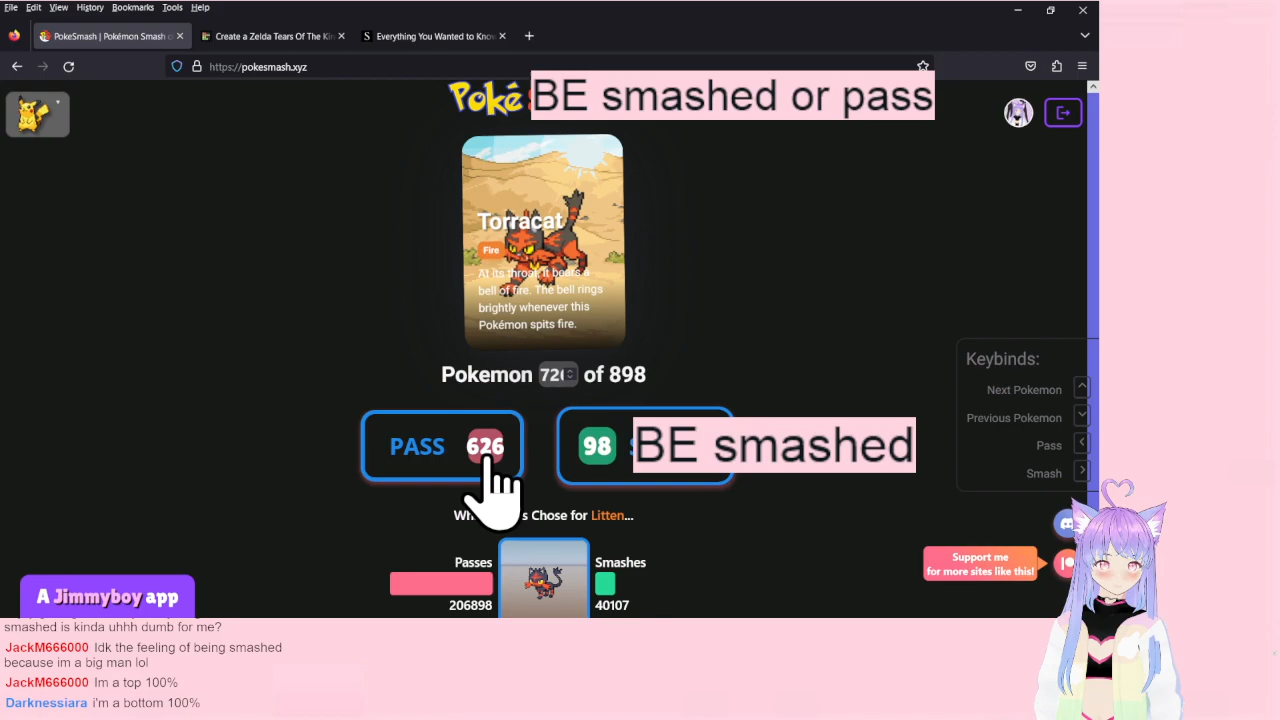 File Edit View History Bookmarks Tools Help
PokeSmash | Pokémon Smash o
Create a Zelda Tears Of The Kin
Everything You Wanted to Know
https://pokesmash.xyz
Poké
BE smashed or pass
Torracat
Fire
At its throat, it bears a
bell of fire. The bell rings
brightly whenever this
Pokémon spits fire.
Pokemon 726 of 898
PASS 626
98
BE smashed
Chose for Litten...
Passes
206898
Smashes
40107
Keybinds:
Next Pokemon
Previous Pokemon
Pass
Smash
Support me
for more sites like this!
A Jimmyboy app
smashed is kinda uhhh dumb for me?
JackM666000 Idk the feeling of being smashed
because im a big man lol
JackM666000 Im a top 100%
Darknessiara i'm a bottom 100%